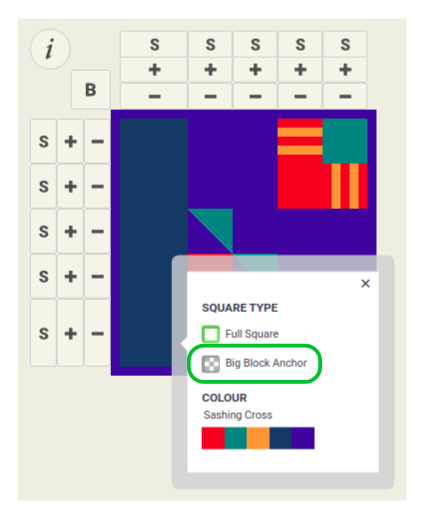 i
S S S S S
+ + + + +
B
− − − − −
S + −
S + −
S + −
S + −
S + −
×
SQUARE TYPE
Full Square
Big Block Anchor
COLOUR
Sashing Cross